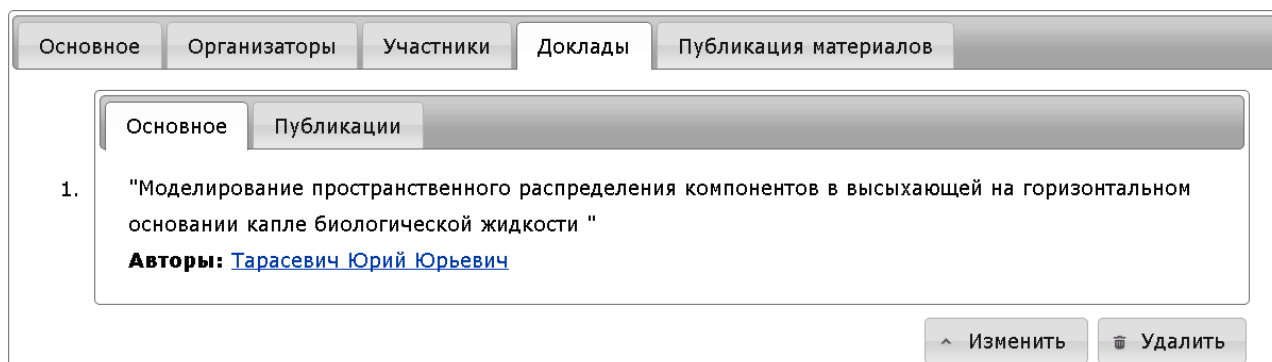 Основное Организаторы Участники Доклады Публикация материалов
Основное Публикации
1. "Моделирование пространственного распределения компонентов в высыхающей на горизонтальном
основании капле биологической жидкости "
Авторы: Тарасевич Юрий Юрьевич
Изменить Удалить